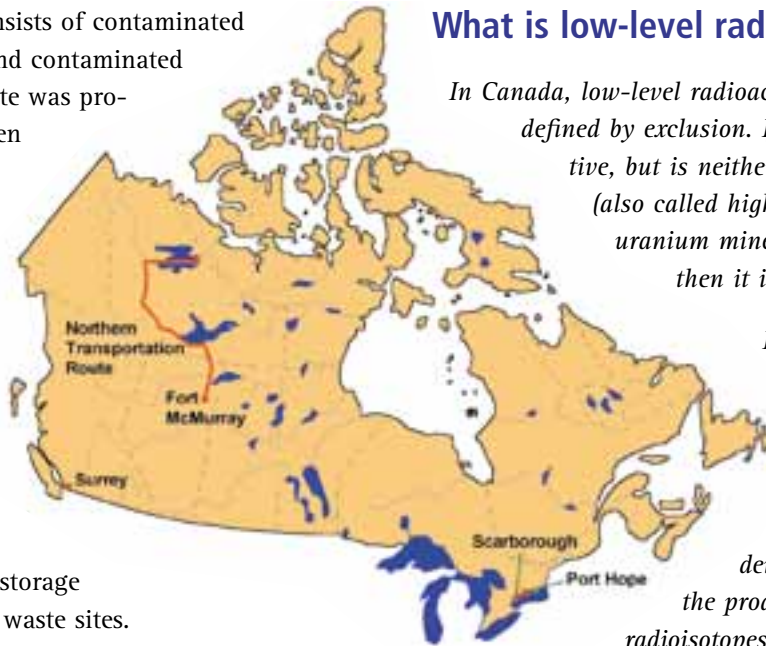 nsists of contaminated
nd contaminated
te was pro-
en
storage
waste sites.
What is low-level rad
In Canada, low-level radioac
defined by exclusion. I
tive, but is neithe
(also called high
uranium mine
then it i
der
the proc
radioisotopes
Northern
Transportation
Route
Fort
McMurray
Surrey
Scarborough
Port Hope